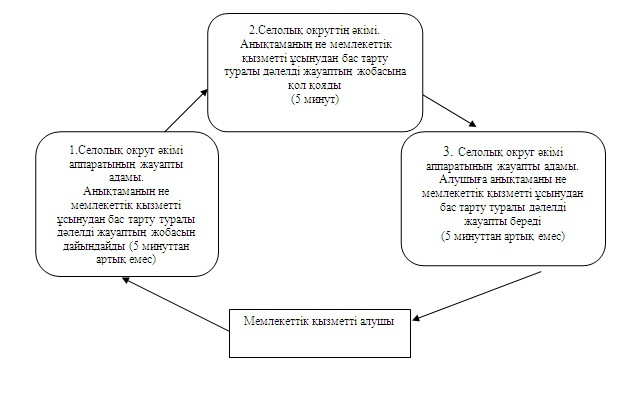 2.Селолық округтің әкімі.
Анықтаманың не мемлекеттік
қызметті ұсынудан бас тарту
туралы дәлелді жауаптың жобасына
қол қояды
(5 минут)
1.Селолық округ әкімі
аппаратының жауапты
адамы.
Анықтаманың не
мемлекеттік қызметті
ұсынудан бас тарту туралы
дәлелді жауаптың жобасын
дайындайды (5 минуттан
артық емес)
3. Селолық округ әкімі
аппаратының жауапты адамы.
Алушыға анықтаманы не
мемлекеттік қызметті ұсынудан
бас тарту туралы дәлелді
жауапты береді
(5 минуттан артық емес)
Мемлекеттік қызметті алушы